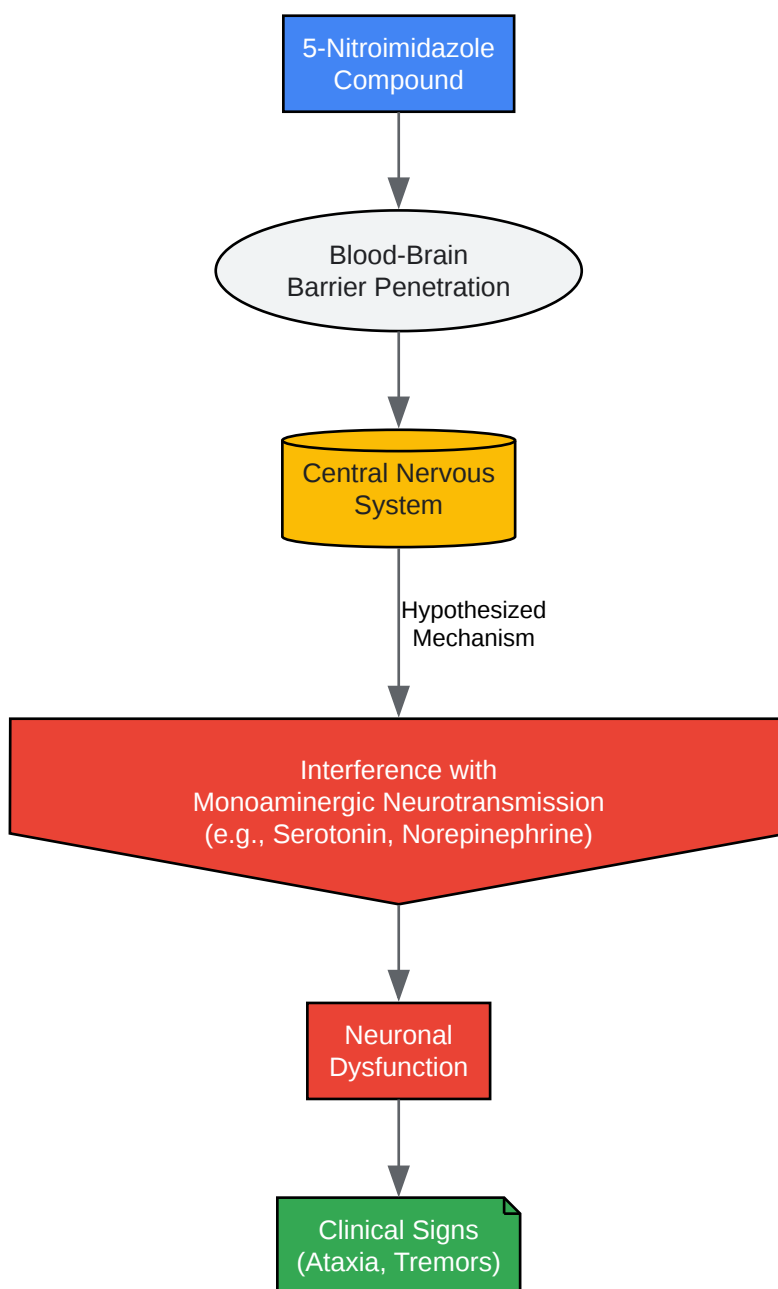 5-Nitroimidazole
Compound
Blood-Brain
Barrier Penetration
Central Nervous
System
Hypothesized
Mechanism
Interference with
Monoaminergic Neurotransmission
(e.g., Serotonin, Norepinephrine)
Neuronal
Dysfunction
Clinical Signs
(Ataxia, Tremors)